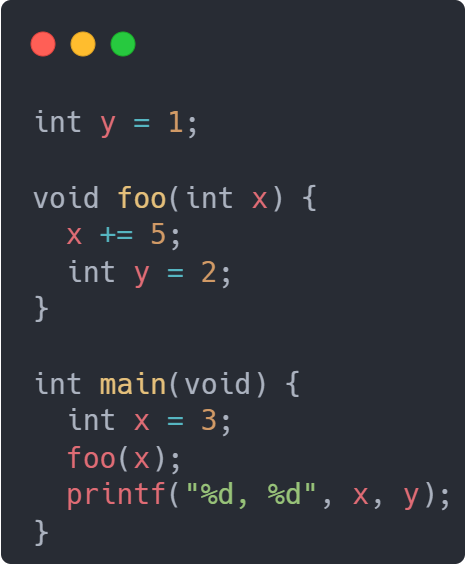 int y = 1;

void foo(int x) {
  x += 5;
  int y = 2;
}

int main(void) {
  int x = 3;
  foo(x);
  printf("%d, %d", x, y);
}